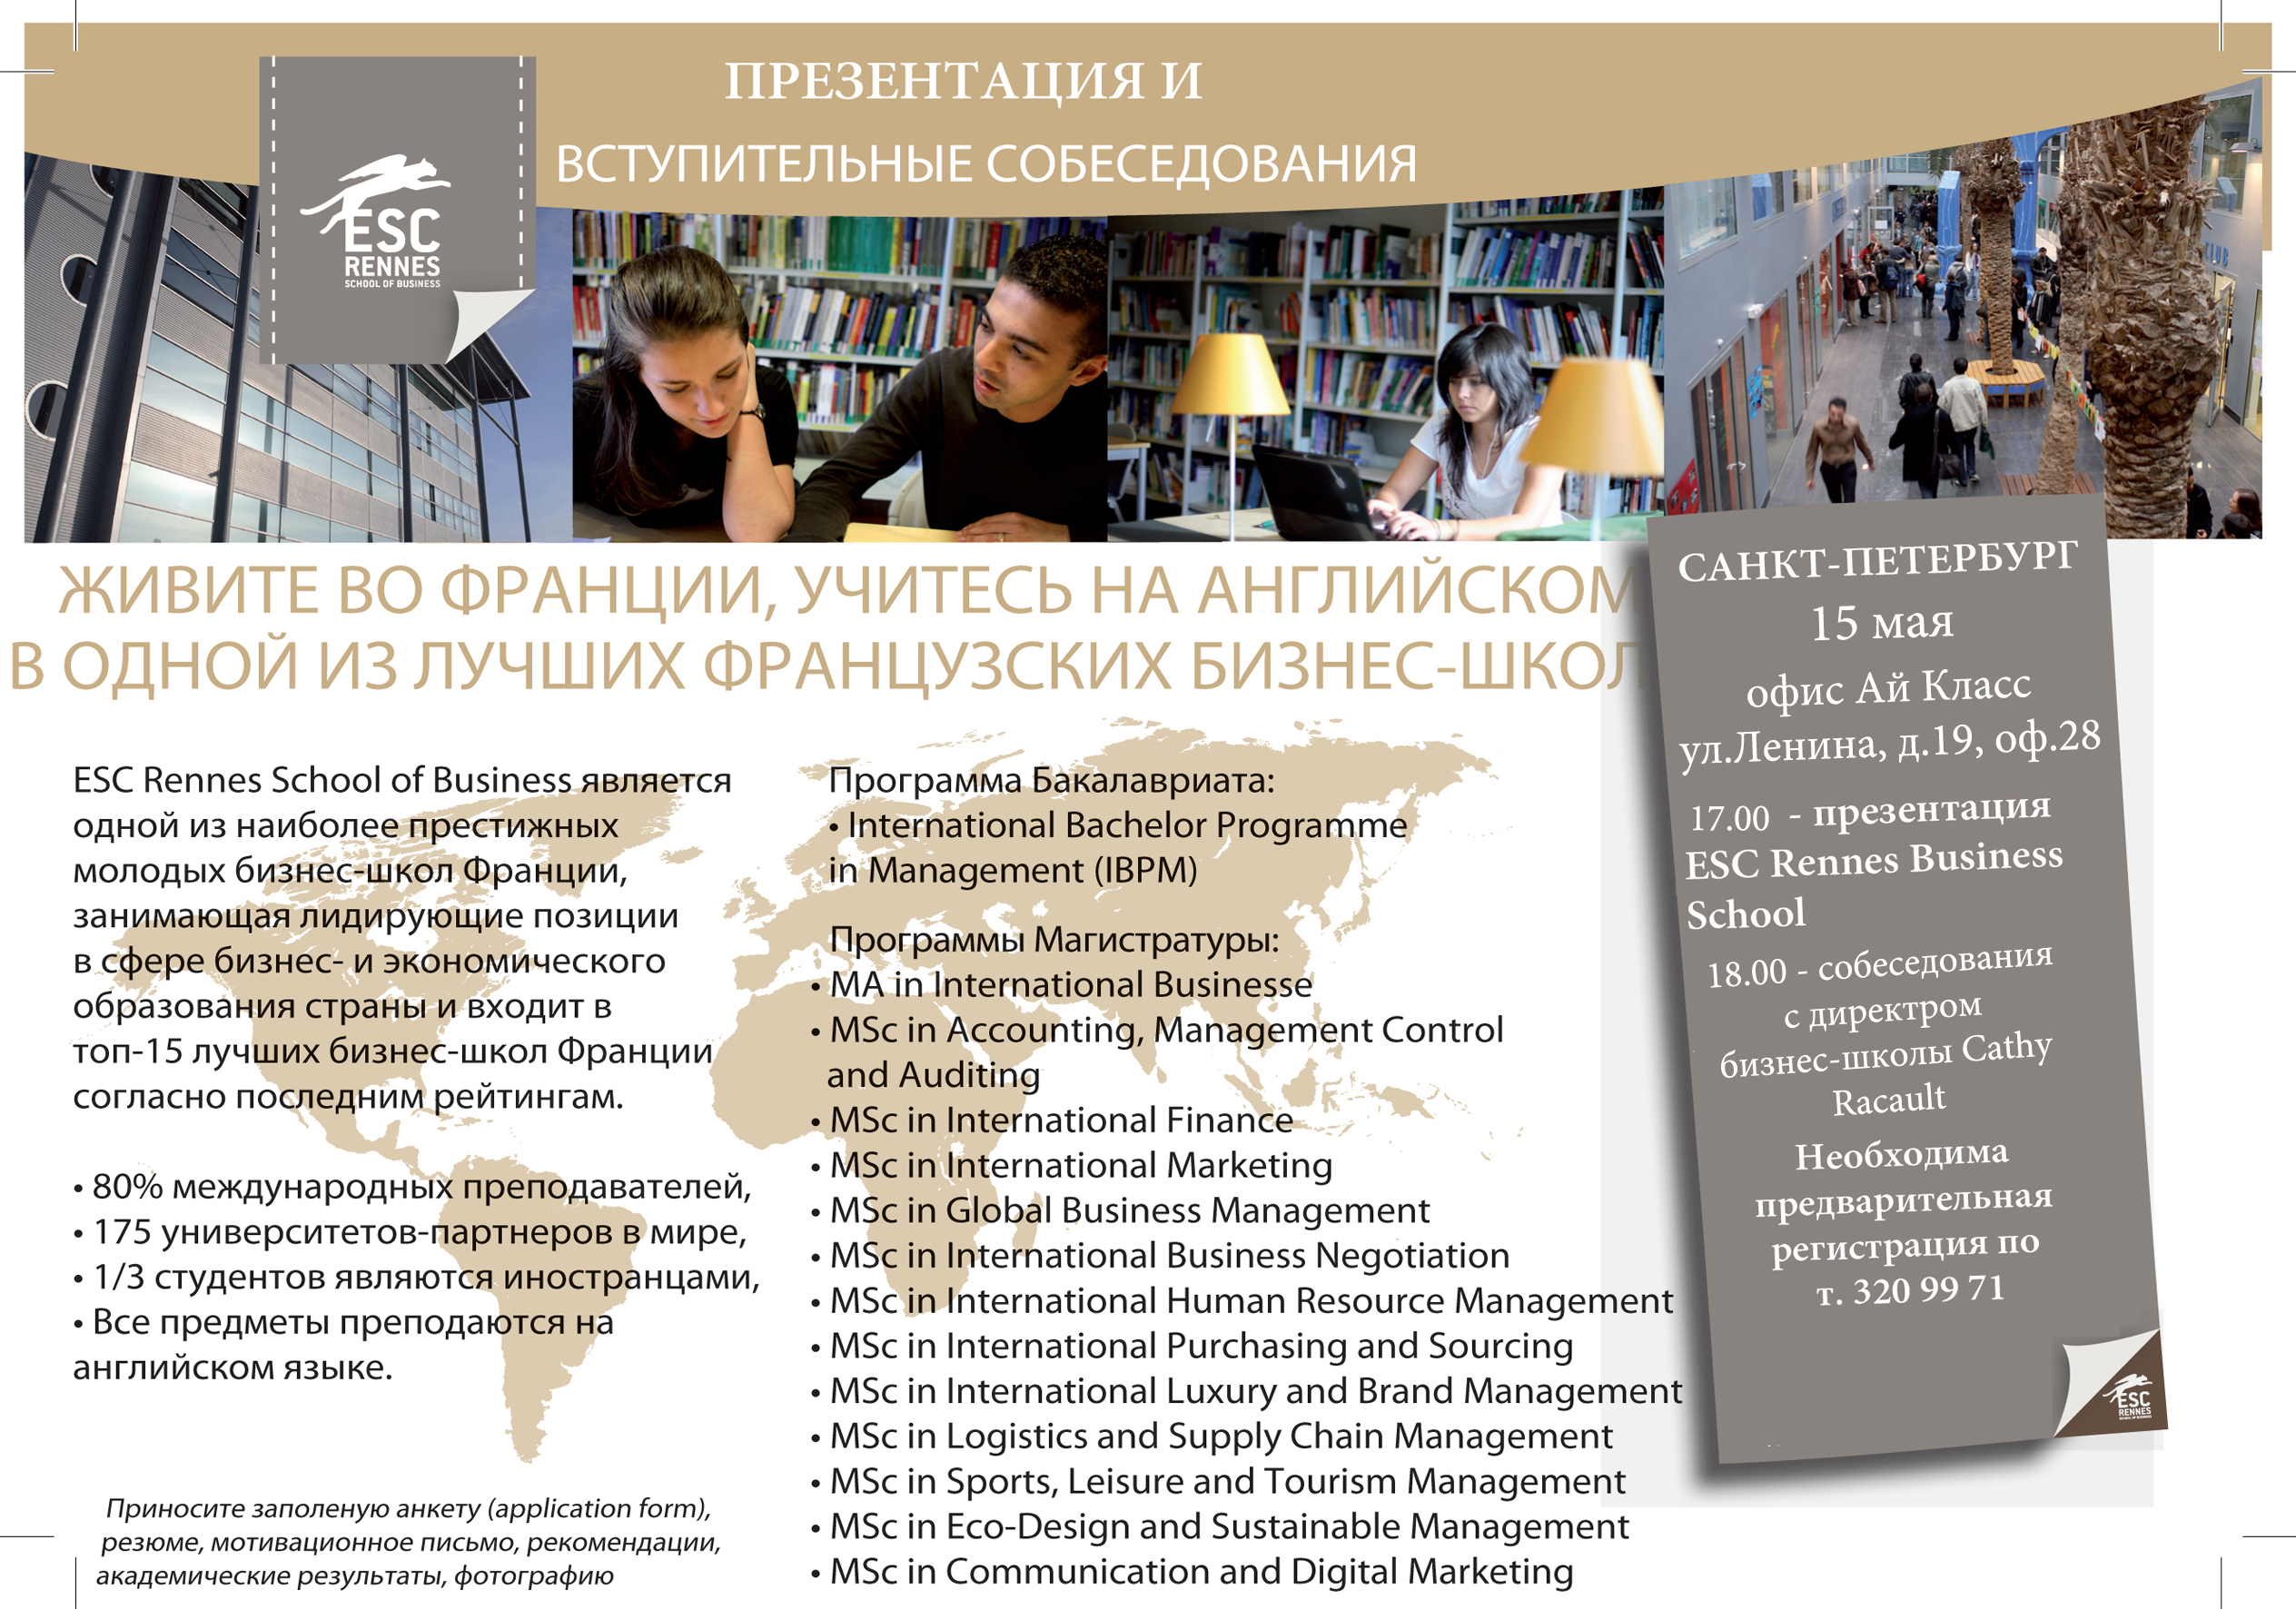 ПРЕЗЕНТАЦИЯ И
ВСТУПИТЕЛЬНЫЕ СОБЕСЕДОВАНИЯ
ESC
RENNES
SCHOOL OF BUSINESS
CLUB
ЖИВИТЕ ВО ФРАНЦИИ, УЧИТЕСЬ НА АНГЛИЙСКОМ
В ОДНОЙ ИЗ ЛУЧШИХ ФРАНЦУЗСКИХ БИЗНЕС-ШКОЛ
ESC Rennes School of Business является
одной из наиболее престижных
молодых бизнес-школ Франции,
занимающая лидирующие позиции
в сфере бизнес- и экономического
образования страны и входит в
топ-15 лучших бизнес-школ Франции
согласно последним рейтингам.
• 80% международных преподавателей,
• 175 университетов-партнеров в мире,
• 1/3 студентов являются иностранцами,
• Все предметы преподаются на
английском языке.
Приносите заполеную анкету (application form),
резюме, мотивационное письмо, рекомендации,
академические результаты, фотографию
Программа Бакалавриата:
• International Bachelor Programme
in Management (IBPM)
Программы Магистратуры:
• MA in International Businesse
• MSc in Accounting, Management Control
and Auditing
• MSc in International Finance
• MSc in International Marketing
• MSc in Global Business Management
• MSc in International Business Negotiation
• MSc in International Human Resource Management
• MSc in International Purchasing and Sourcing
• MSc in International Luxury and Brand Management
• MSc in Logistics and Supply Chain Management
• MSc in Sports, Leisure and Tourism Management
• MSc in Eco-Design and Sustainable Management
• MSc in Communication and Digital Marketing
САНКТ-ПЕТЕРБУРГ
15 мая
офис Ай Класс
ул.Ленина, д.19, оф.28
17.00 - презентация
ESC Rennes Business
School
18.00 - собеседования
с директром
бизнес-школы Cathy
Racault
Необходима
предварительная
регистрация по
т. 320 99 71
ESC
RENNES
SCHOOL OF BUSINESS